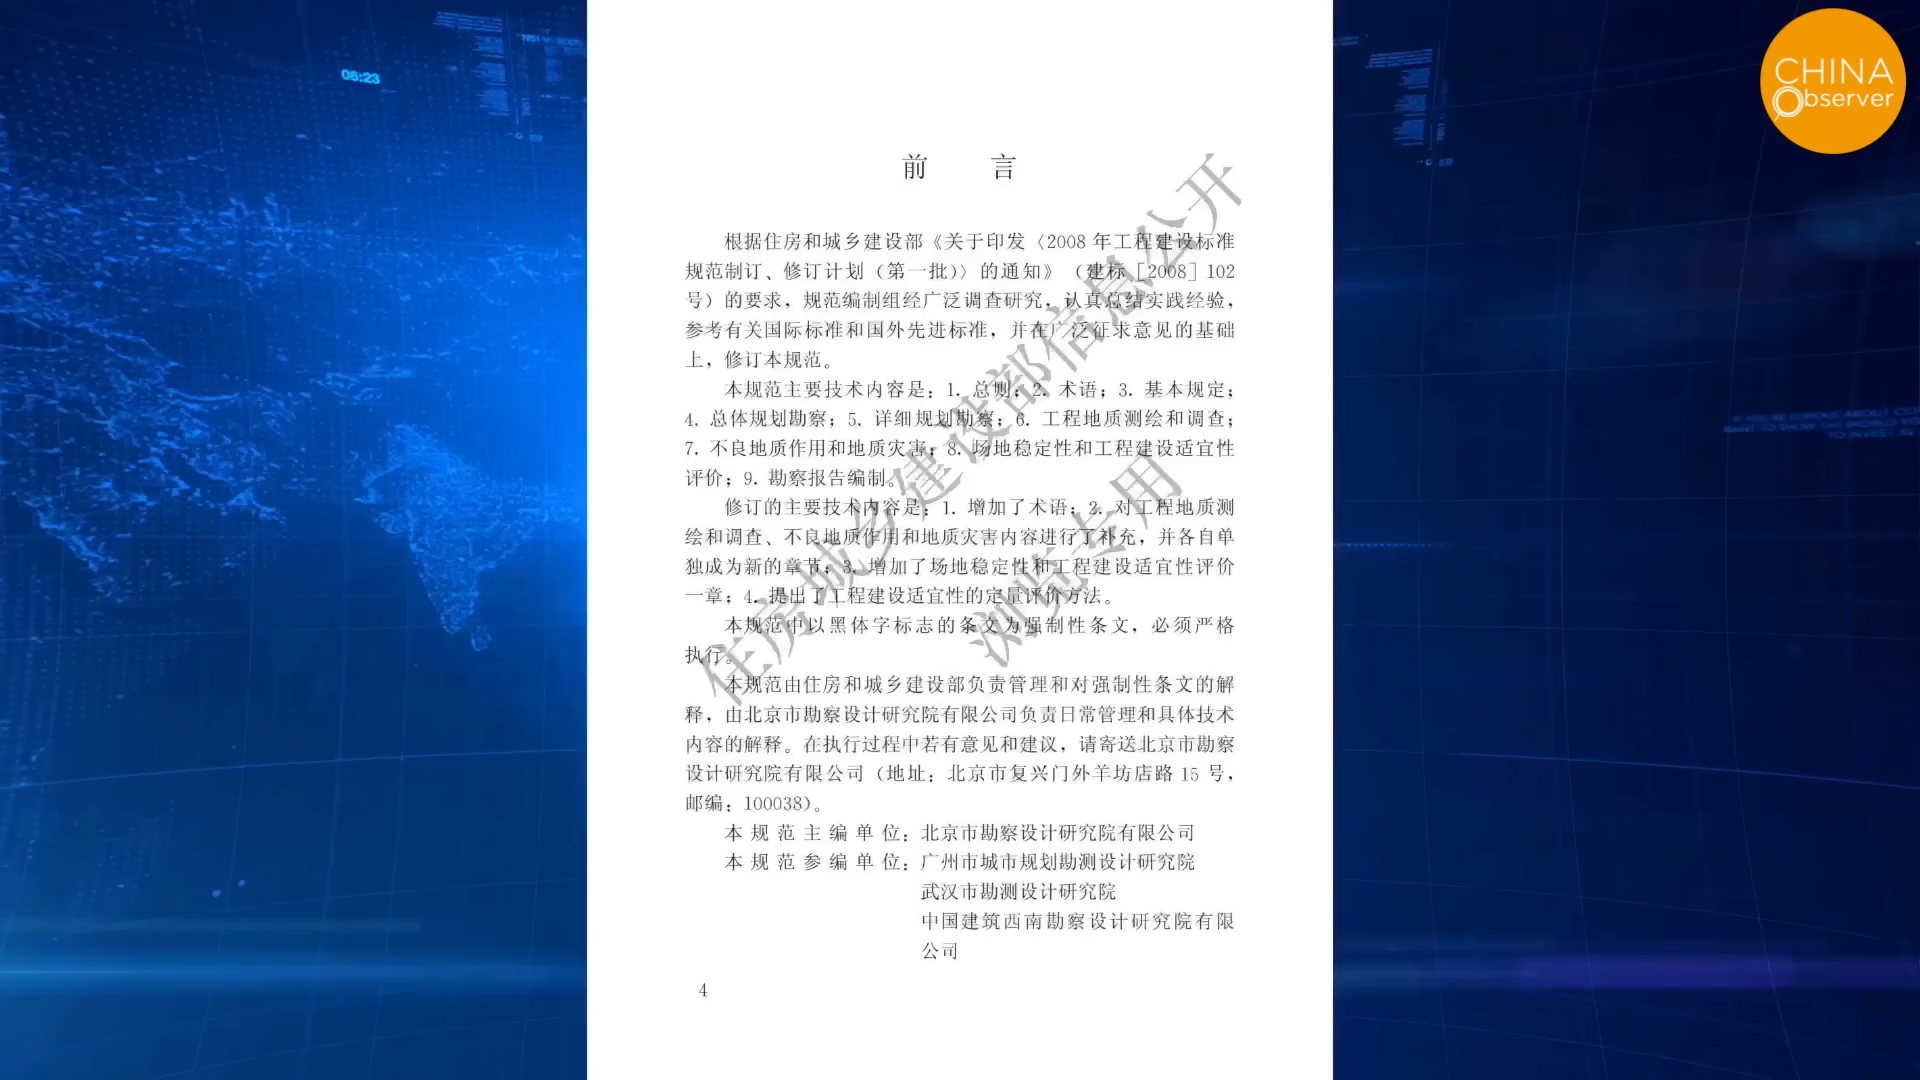 06:23
CHINA
Observer
前 言
根据住房和城乡建设部《关于印发〈2008 年工程建设标准
规范制订、修订计划（第一批）〉的通知》（建标［2008］102
号）的要求，规范编制组经广泛调查研究，认真总结实践经验，
参考有关国际标准和国外先进标准，并在广泛征求意见的基础
上，修订本规范。
本规范主要技术内容是：1. 总则；2. 术语；3. 基本规定；
4. 总体规划勘察；5. 详细规划勘察；6. 工程地质测绘和调查；
7. 不良地质作用和地质灾害；8. 场地稳定性和工程建设适宜性
评价；9. 勘察报告编制。
修订的主要技术内容是：1. 增加了术语；2. 对工程地质测
绘和调查、不良地质作用和地质灾害内容进行了补充，并各自单
独成为新的章节；3. 增加了场地稳定性和工程建设适宜性评价
一章；4. 提出了工程建设适宜性的定量评价方法。
本规范中以黑体字标志的条文为强制性条文，必须严格
执行。
本规范由住房和城乡建设部负责管理和对强制性条文的解
释，由北京市勘察设计研究院有限公司负责日常管理和具体技术
内容的解释。在执行过程中若有意见和建议，请寄送北京市勘察
设计研究院有限公司（地址：北京市复兴门外羊坊店路 15 号，
邮编：100038）。
本规范主编单位：北京市勘察设计研究院有限公司
本规范参编单位：广州市城市规划勘测设计研究院
武汉市勘测设计研究院
中国建筑西南勘察设计研究院有限
公司
4
住房城乡建设部信息公开
浏览专用